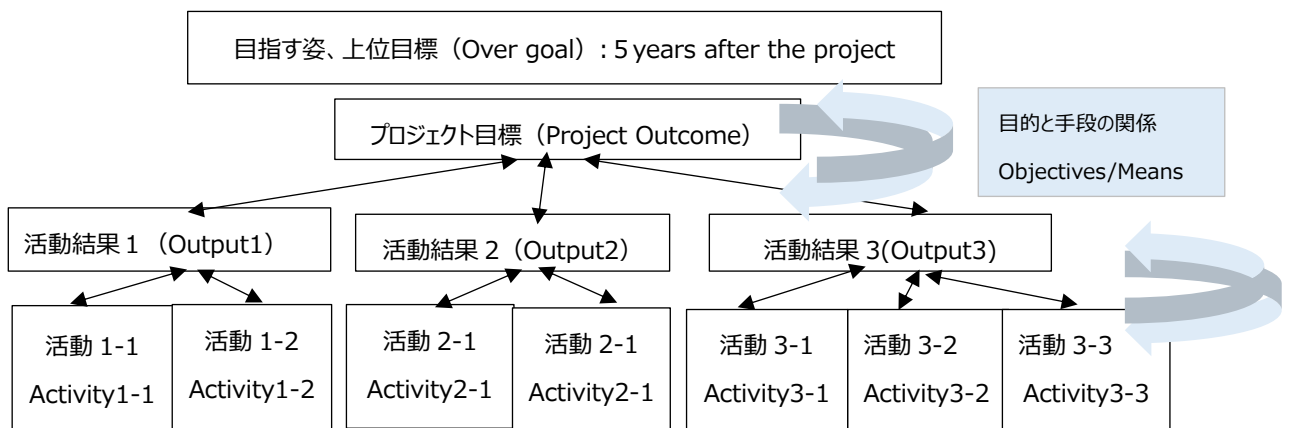 目指す姿、上位目標（Over goal）: 5 years after the project
プロジェクト目標（Project Outcome）
目的と手段の関係
Objectives/Means
活動結果 1 （Output1）
活動結果 2（Output2）
活動結果 3(Output3)
活動 1-1
Activity1-1
活動 1-2
Activity1-2
活動 2-1
Activity2-1
活動 2-1
Activity2-1
活動 3-1
Activity3-1
活動 3-2
Activity3-2
活動 3-3
Activity3-3